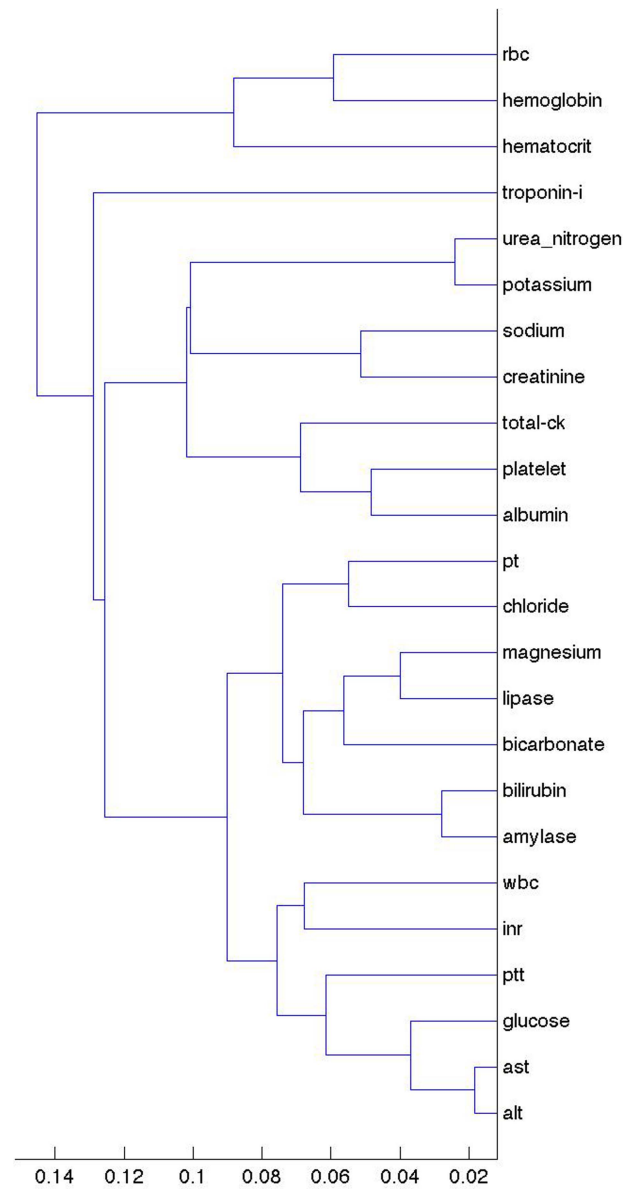 rbc
hemoglobin
hematocrit
troponin-i
urea_nitrogen
potassium
sodium
creatinine
total-ck
platelet
albumin
pt
chloride
magnesium
lipase
bicarbonate
bilirubin
amylase
wbc
inr
ptt
glucose
ast
alt
0.14 0.12 0.1 0.08 0.06 0.04 0.02